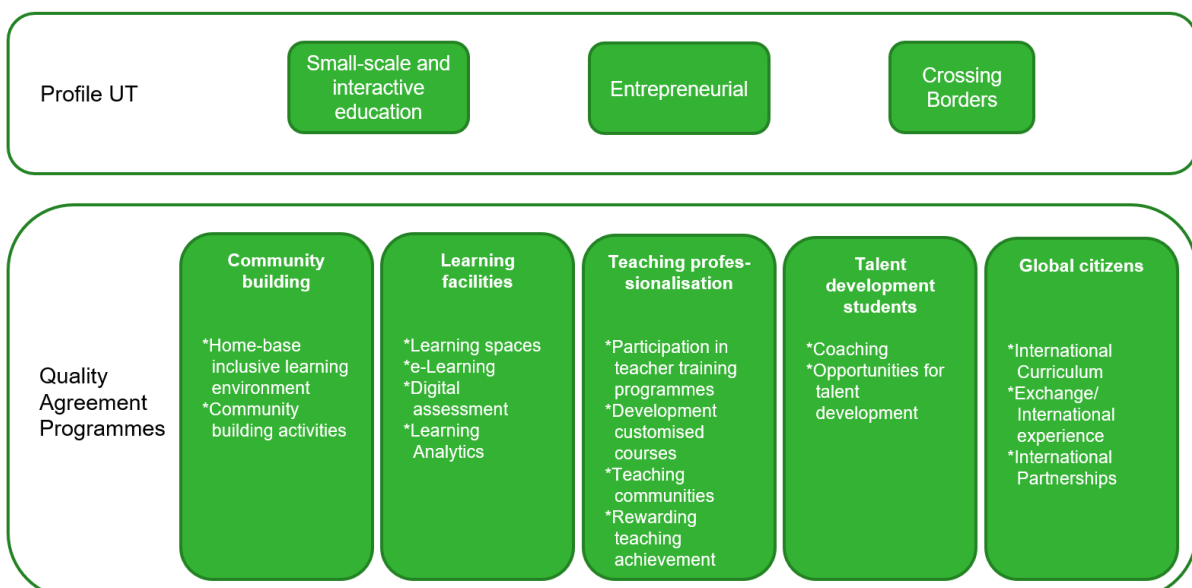 Profile UT
Small-scale and
interactive
education
Entrepreneurial
Crossing
Borders
Quality
Agreement
Programmes
Community
building
*Home-base
inclusive learning
environment
*Community
building activities
Learning
facilities
*Learning spaces
*e-Learning
*Digital
assessment
*Learning
Analytics
Teaching profes-
sionalisation
*Participation in
teacher training
programmes
*Development
customised
courses
*Teaching
communities
*Rewarding
teaching
achievement
Talent
development
students
*Coaching
*Opportunities for
talent
development
Global citizens
*International
Curriculum
*Exchange/
International
experience
*International
Partnerships